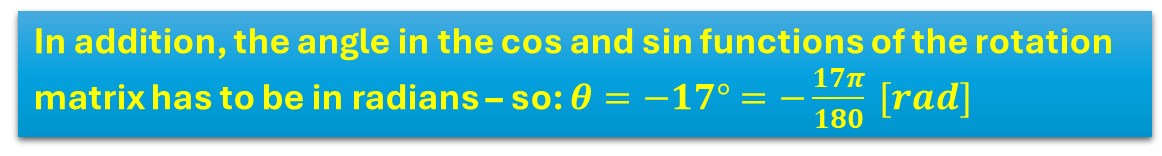 In addition, the angle in the cos and sin functions of the rotation
matrix has to be in radians – so: θ = −17° = −17π/180 [rad]